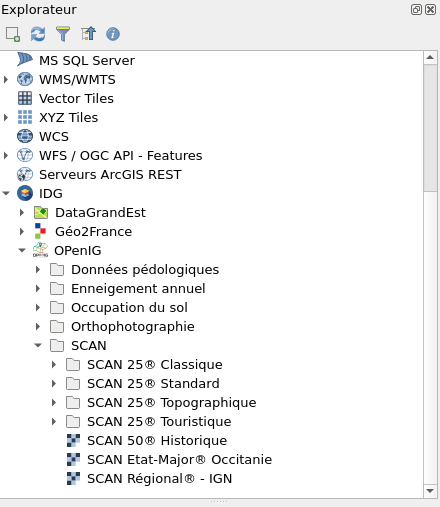 Explorateur
MS SQL Server
WMS/WMTS
Vector Tiles
XYZ Tiles
WCS
WFS / OGC API - Features
Serveurs ArcGIS REST
IDG
DataGrandEst
Géo2France
OPenIG
Données pédologiques
Enneigement annuel
Occupation du sol
Orthophotographie
SCAN
SCAN 25® Classique
SCAN 25® Standard
SCAN 25® Topographique
SCAN 25® Touristique
SCAN 50® Historique
SCAN Etat-Major® Occitanie
SCAN Régional® - IGN